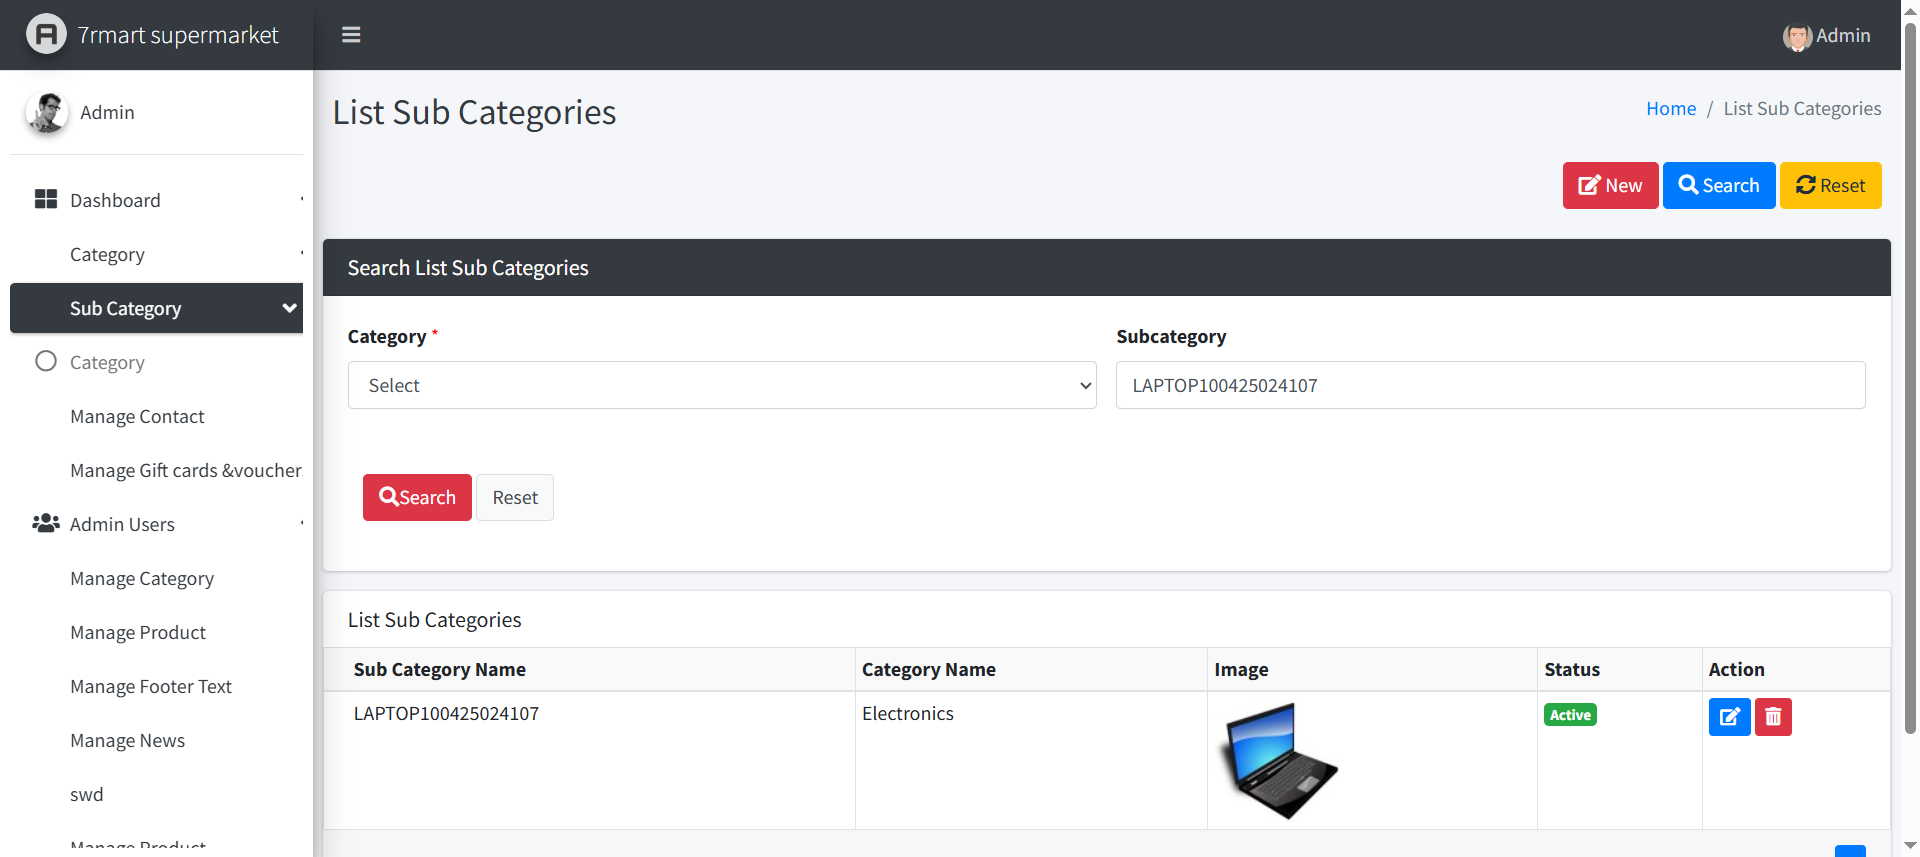 7rmart supermarket
Admin
Admin
List Sub Categories
Home / List Sub Categories
Dashboard
Category
Sub Category
Category
Manage Contact
Manage Gift cards &voucher
Admin Users
Manage Category
Manage Product
Manage Footer Text
Manage News
swd
Manage Product
New
Search
Reset
Search List Sub Categories
Category *
Select
Subcategory
LAPTOP100425024107
Search
Reset
List Sub Categories
Sub Category Name Category Name Image Status Action
LAPTOP100425024107 Electronics Active